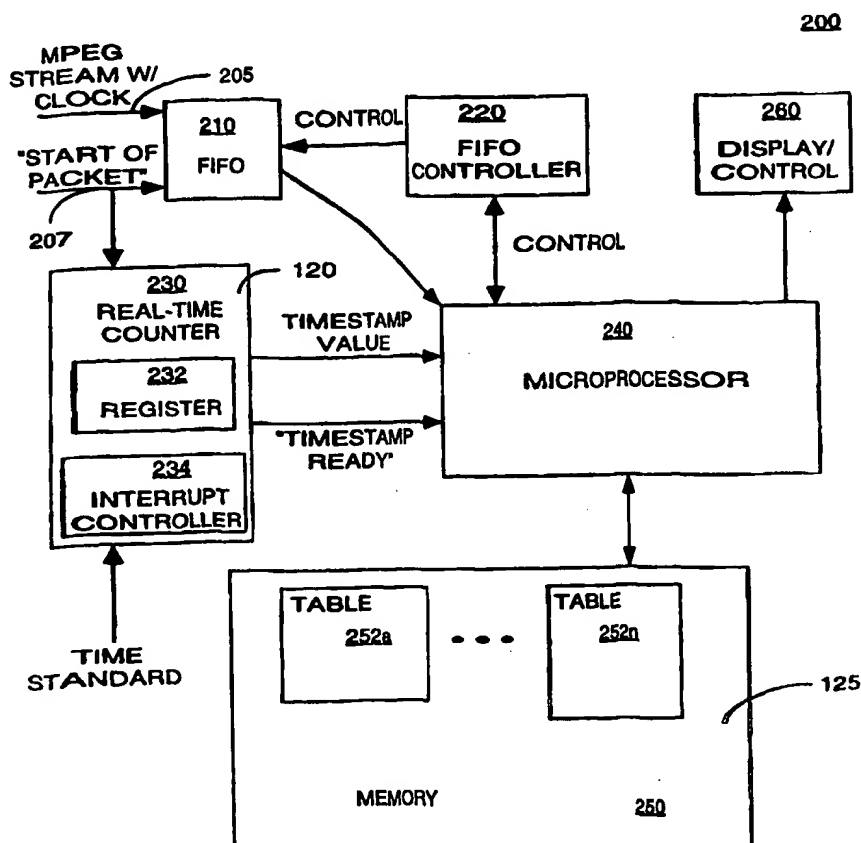 200
MPEG
STREAM W/
CLOCK
205
"START OF
PACKET"
207
210
FIFO
CONTROL
220
FIFO
CONTROLLER
260
DISPLAY/
CONTROL
CONTROL
230
REAL-TIME
COUNTER
120
232
REGISTER
234
INTERRUPT
CONTROLLER
TIMESTAMP
VALUE
"TIMESTAMP
READY"
240
MICROPROCESSOR
TIME
STANDARD
TABLE
252a
• • •
TABLE
252n
125
MEMORY
250